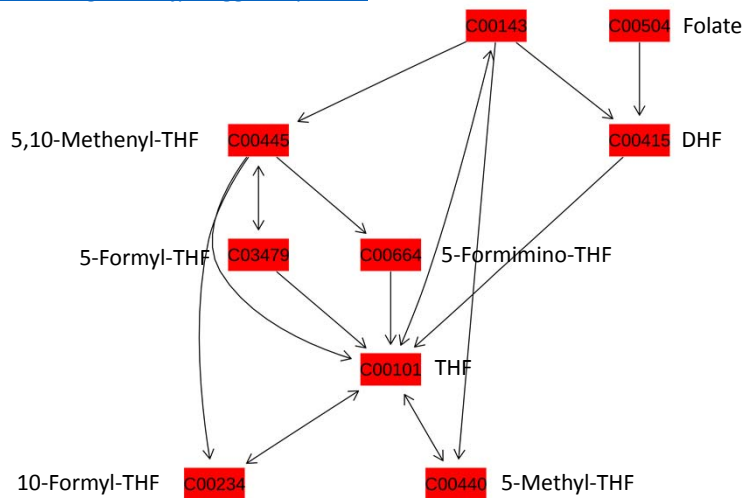 C00143 C00504 Folate
5,10-Methenyl-THF C00445 C00415 DHF
5-Formyl-THF C03479 C00664 5-Formimino-THF
C00101 THF
10-Formyl-THF C00234 C00440 5-Methyl-THF